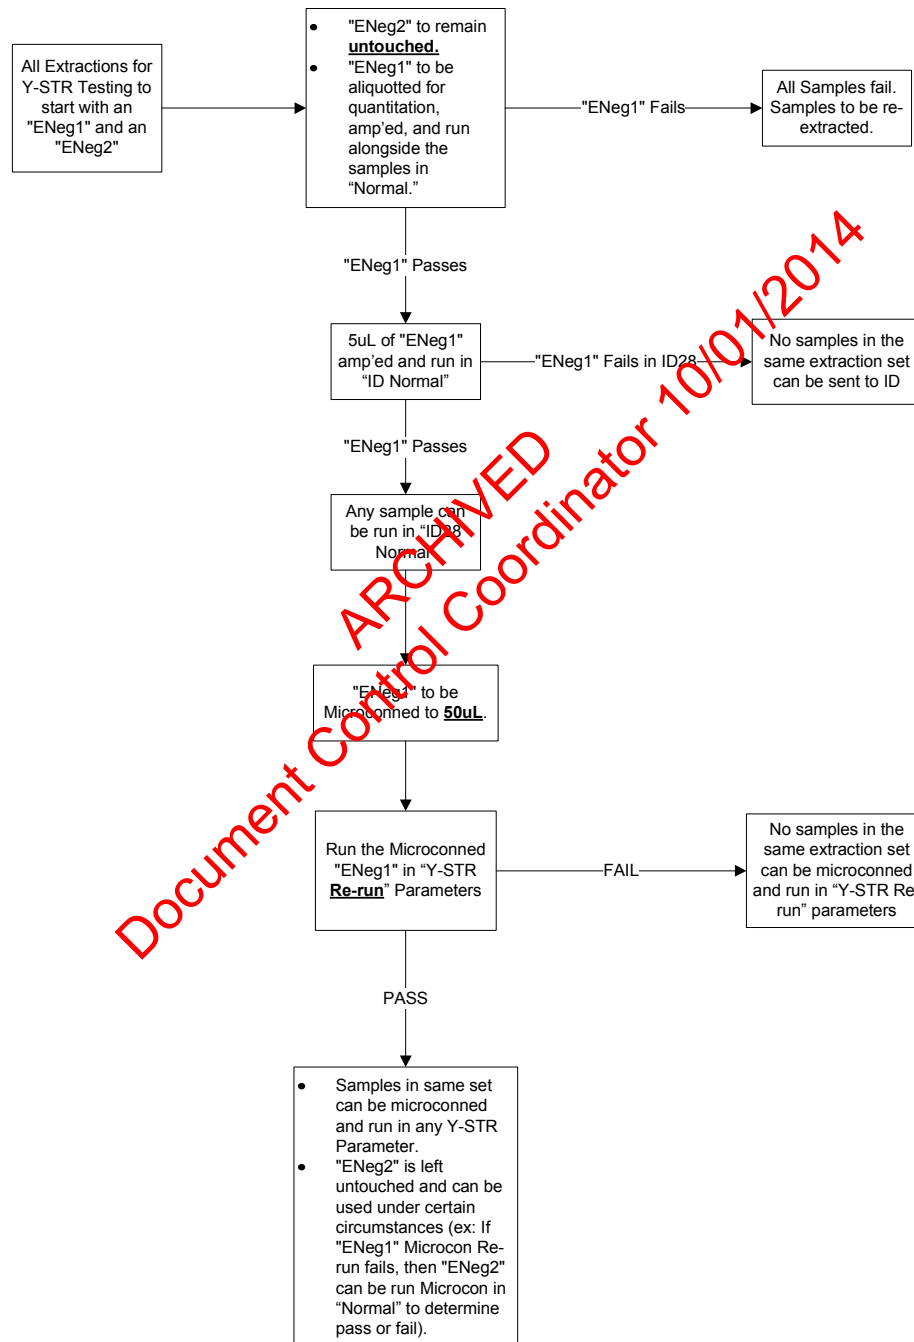 All Extractions for
Y-STR Testing to
start with an
"ENeg1" and an
"ENeg2"
• "ENeg2" to remain
untouched.
• "ENeg1" to be
aliquotted for
quantitation,
amp'ed, and run
alongside the
samples in
“Normal.”
"ENeg1" Fails
All Samples fail.
Samples to be re-
extracted.
"ENeg1" Passes
5uL of "ENeg1"
amp'ed and run in
“ID Normal”
"ENeg1" Fails in ID28
No samples in the
same extraction set
can be sent to ID
"ENeg1" Passes
Any sample can
be run in “ID28
Normal”
"ENeg1" to be
Microconned to 50uL.
Run the Microconned
"ENeg1" in “Y-STR
Re-run” Parameters
FAIL
No samples in the
same extraction set
can be microconned
and run in “Y-STR Re-
run” parameters
PASS
• Samples in same set
can be microconned
and run in any Y-STR
Parameter.
• "ENeg2" is left
untouched and can be
used under certain
circumstances (ex: If
"ENeg1" Microcon Re-
run fails, then "ENeg2"
can be run Microcon in
“Normal” to determine
pass or fail).
ARCHIVED
Document Control Coordinator 10/01/2014